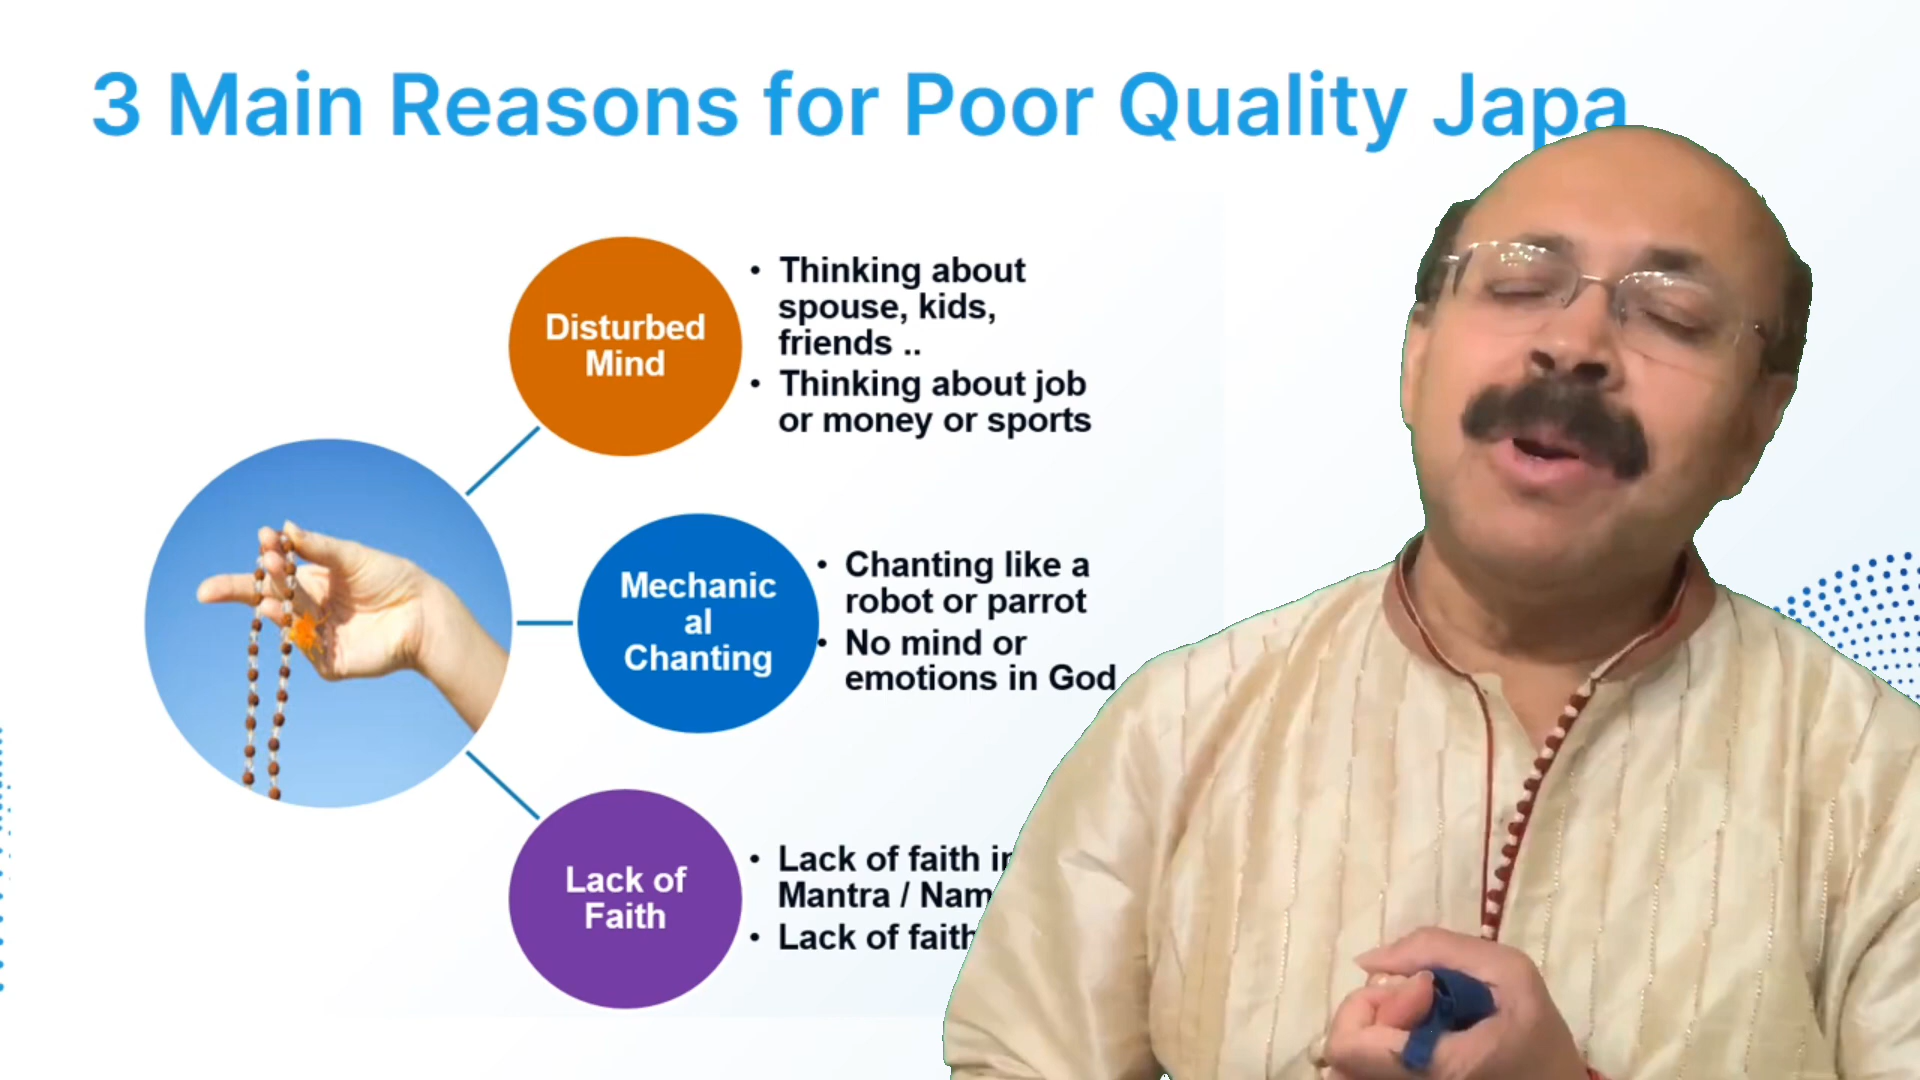 3 Main Reasons for Poor Quality Japa
Disturbed
Mind
• Thinking about
spouse, kids,
friends ..
• Thinking about job
or money or sports
Mechanic
al
Chanting
• Chanting like a
robot or parrot
• No mind or
emotions in God
Lack of
Faith
• Lack of faith
Mantra /
• Lack of faith